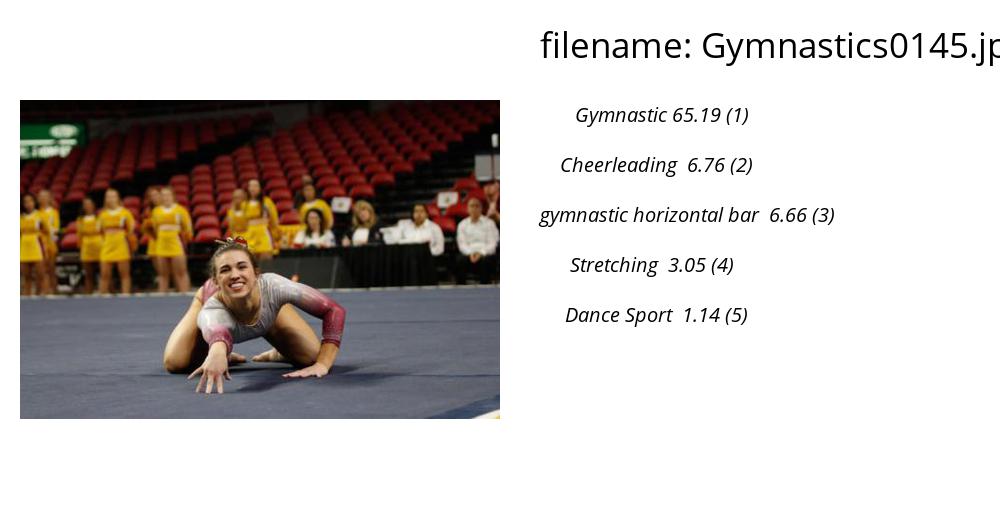 filename: Gymnastics0145.jp
Gymnastic 65.19 (1)
Cheerleading 6.76 (2)
gymnastic horizontal bar 6.66 (3)
Stretching 3.05 (4)
Dance Sport 1.14 (5)